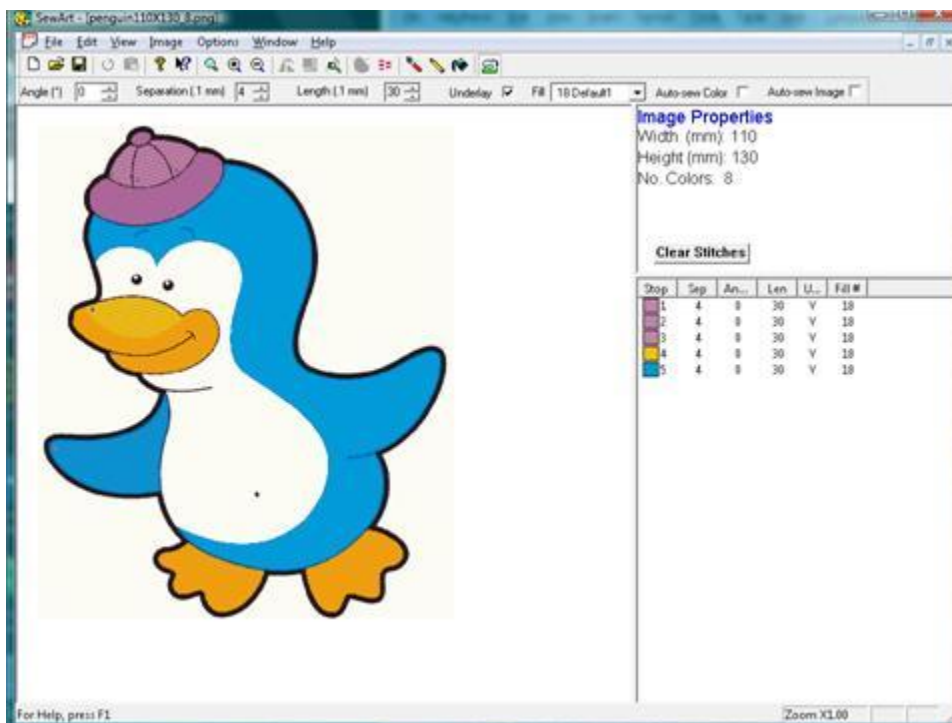 SewArt - [penguin110X130_8.png]
File Edit View Image Options Window Help
Angle (°) 0 Separation (.1 mm) 4 Length (.1 mm) 30 Underlay Fill 18 Default1 Auto-sew Color Auto-sew Image
Image Properties
Width (mm): 110
Height (mm): 130
No. Colors: 8
Clear Stitches
Stop Sep An... Len U... Fill #
1 4 0 30 Y 18
2 4 0 30 Y 18
3 4 0 30 Y 18
4 4 0 30 Y 18
5 4 0 30 Y 18
For Help, press F1 Zoom X1.00